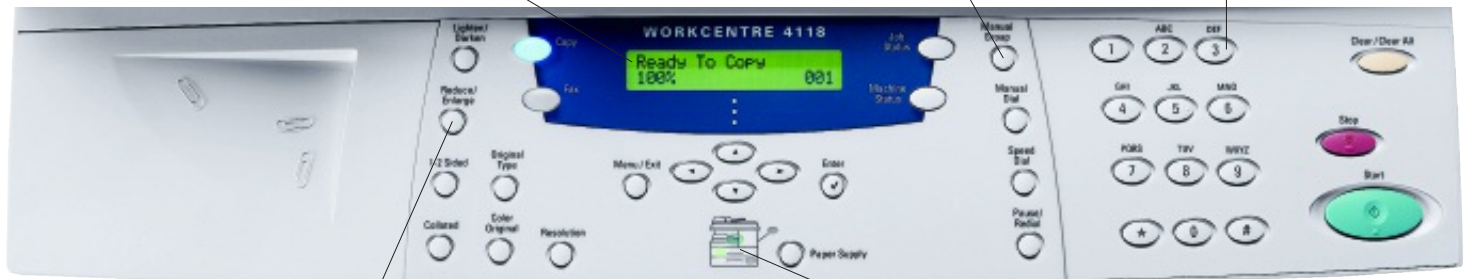 WORKCENTRE 4118
Ready To Copy
100% 001
Copy
Fax
Job
Status
Machine
Status
Lighten/
Darken
Reduce/
Enlarge
1-2 Sided
Original
Type
Collated
Color
Original
Resolution
Menu/Exit
Enter
Paper Supply
Manual
Group
Manual
Dial
Speed
Dial
Pause/
Redial
ABC DEF
1 2 3
GHI JKL MNO
4 5 6
PQRS TUV WXYZ
7 8 9
* 0 #
Clear/Clear All
Stop
Start